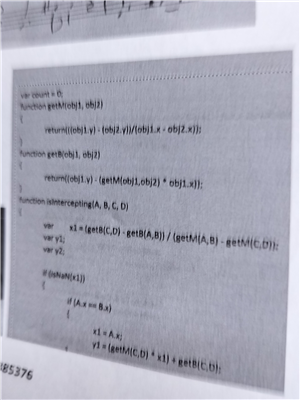 var count = 0;
function getM(obj1, obj2)
{
return(((obj1.y) - (obj2.y))/(obj1.x - obj2.x));
}
function getB(obj1, obj2)
{
return((obj1.y) - (getM(obj1,obj2) * obj1.x));
}
function isIntercepting(A, B, C, D)
{
var x1 = (getB(C,D) - getB(A,B)) / (getM(A,B) - getM(C,D));
var y1;
var y2;
if (isNaN(x1))
{
if (A.x == B.x)
{
x1 = A.x;
y1 = (getM(C,D) * x1) + getB(C,D);
}
85376